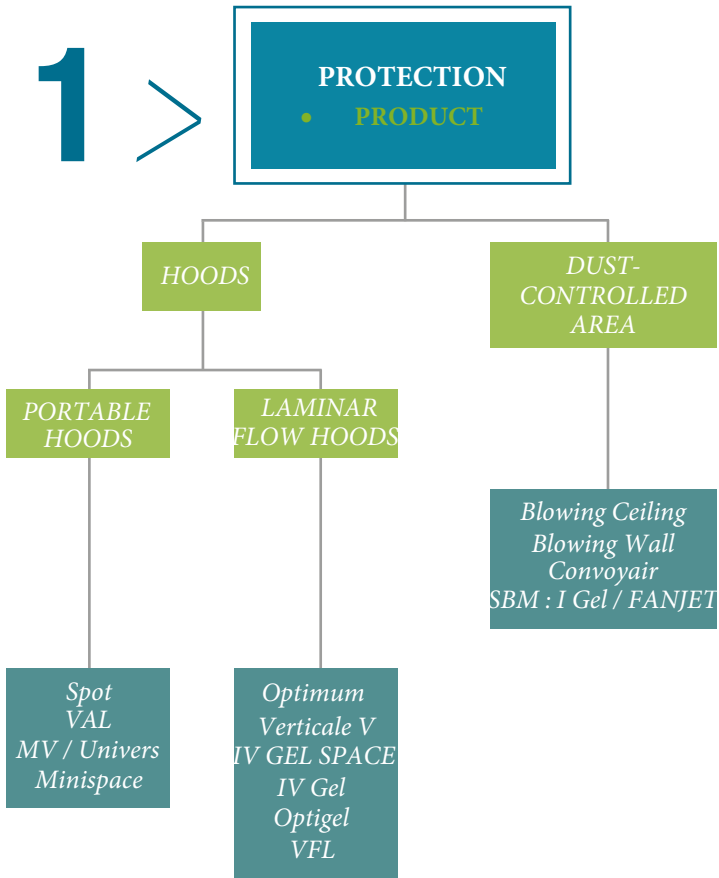 1 >
PROTECTION
• PRODUCT
HOODS
DUST-
CONTROLLED
AREA
PORTABLE
HOODS
LAMINAR
FLOW HOODS
Blowing Ceiling
Blowing Wall
Convoyair
SBM : I Gel / FANJET
Spot
VAL
MV / Univers
Minispace
Optimum
Verticale V
IV GEL SPACE
IV Gel
Optigel
VFL